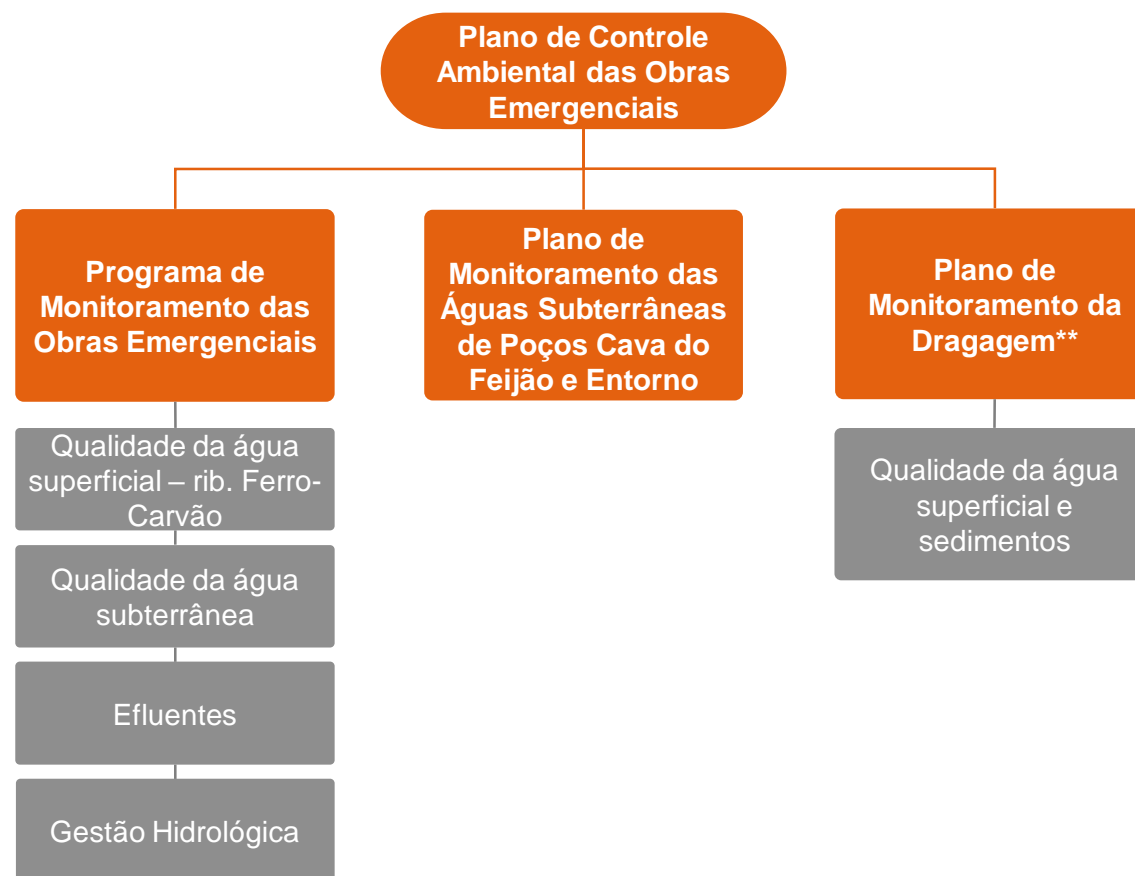 Plano de Controle
Ambiental das Obras
Emergenciais
Programa de
Monitoramento das
Obras Emergenciais
Plano de
Monitoramento das
Águas Subterrâneas
de Poços Cava do
Feijão e Entorno
Plano de
Monitoramento da
Dragagem**
Qualidade da água
superficial – rib. Ferro-
Carvão
Qualidade da água
subterrânea
Efluentes
Gestão Hidrológica
Qualidade da água
superficial e
sedimentos